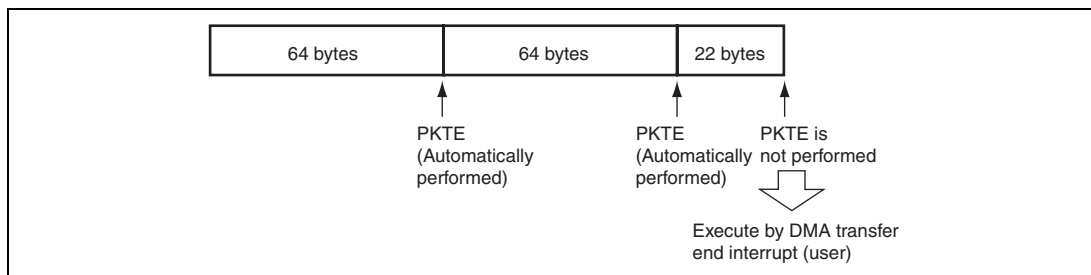 64 bytes
64 bytes
22 bytes
PKTE
(Automatically
performed)
PKTE
(Automatically
performed)
PKTE is
not performed
Execute by DMA transfer
end interrupt (user)